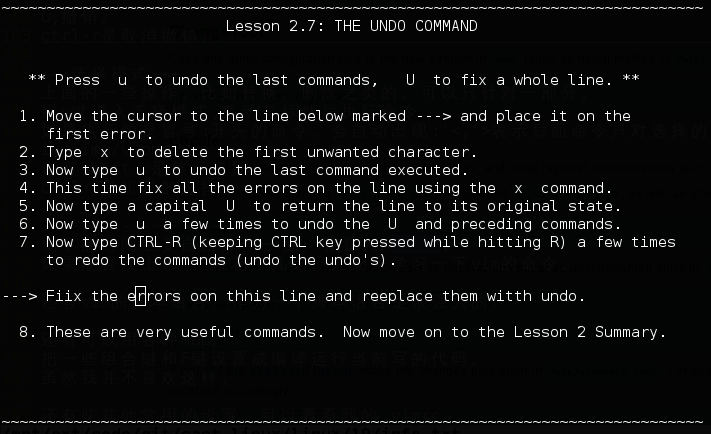 ~~~~~~~~~~~~~~~~~~~~~~~~~~~~~~~~~~~~~~~~~~~~~~~~~~~~~~~~~~~~~~~~~~~~~~~~~~~~~~
Lesson 2.7: THE UNDO COMMAND
** Press u to undo the last commands, U to fix a whole line. **
1. Move the cursor to the line below marked ---> and place it on the
first error.
2. Type x to delete the first unwanted character.
3. Now type u to undo the last command executed.
4. This time fix all the errors on the line using the x command.
5. Now type a capital U to return the line to its original state.
6. Now type u a few times to undo the U and preceding commands.
7. Now type CTRL-R (keeping CTRL key pressed while hitting R) a few times
to redo the commands (undo the undo's).
---> Fiix the errors oon thhis line and reeplace them witth undo.
8. These are very useful commands. Now move on to the Lesson 2 Summary.
~~~~~~~~~~~~~~~~~~~~~~~~~~~~~~~~~~~~~~~~~~~~~~~~~~~~~~~~~~~~~~~~~~~~~~~~~~~~~~